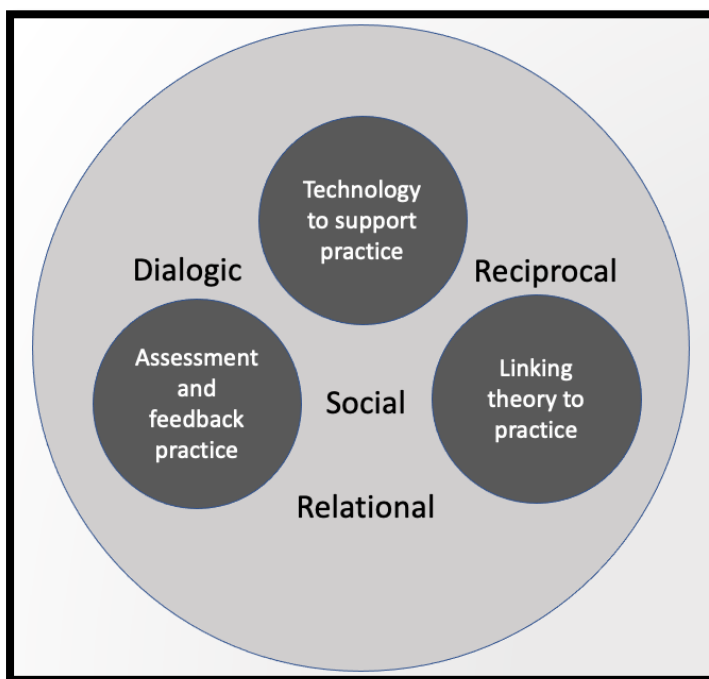 Technology
to support
practice
Dialogic
Reciprocal
Assessment
and
feedback
practice
Social
Linking
theory to
practice
Relational